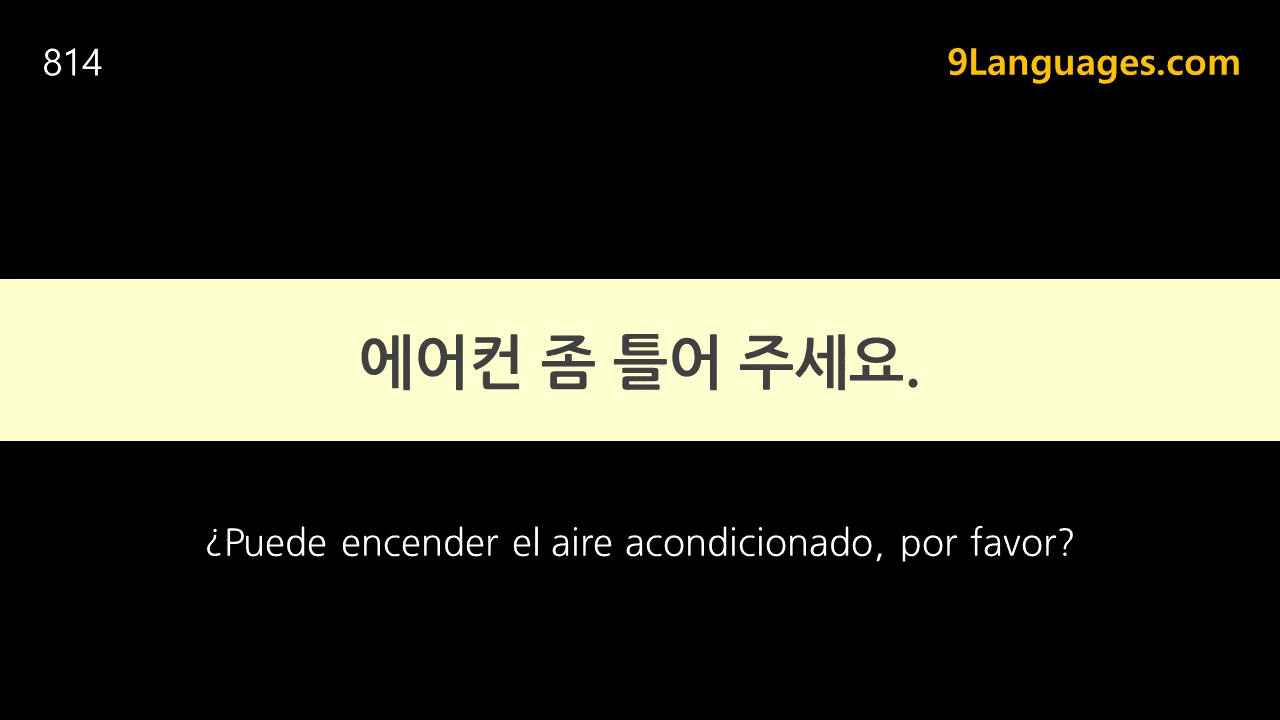 814
9Languages.com
에어컨 좀 틀어 주세요.
¿Puede encender el aire acondicionado, por favor?